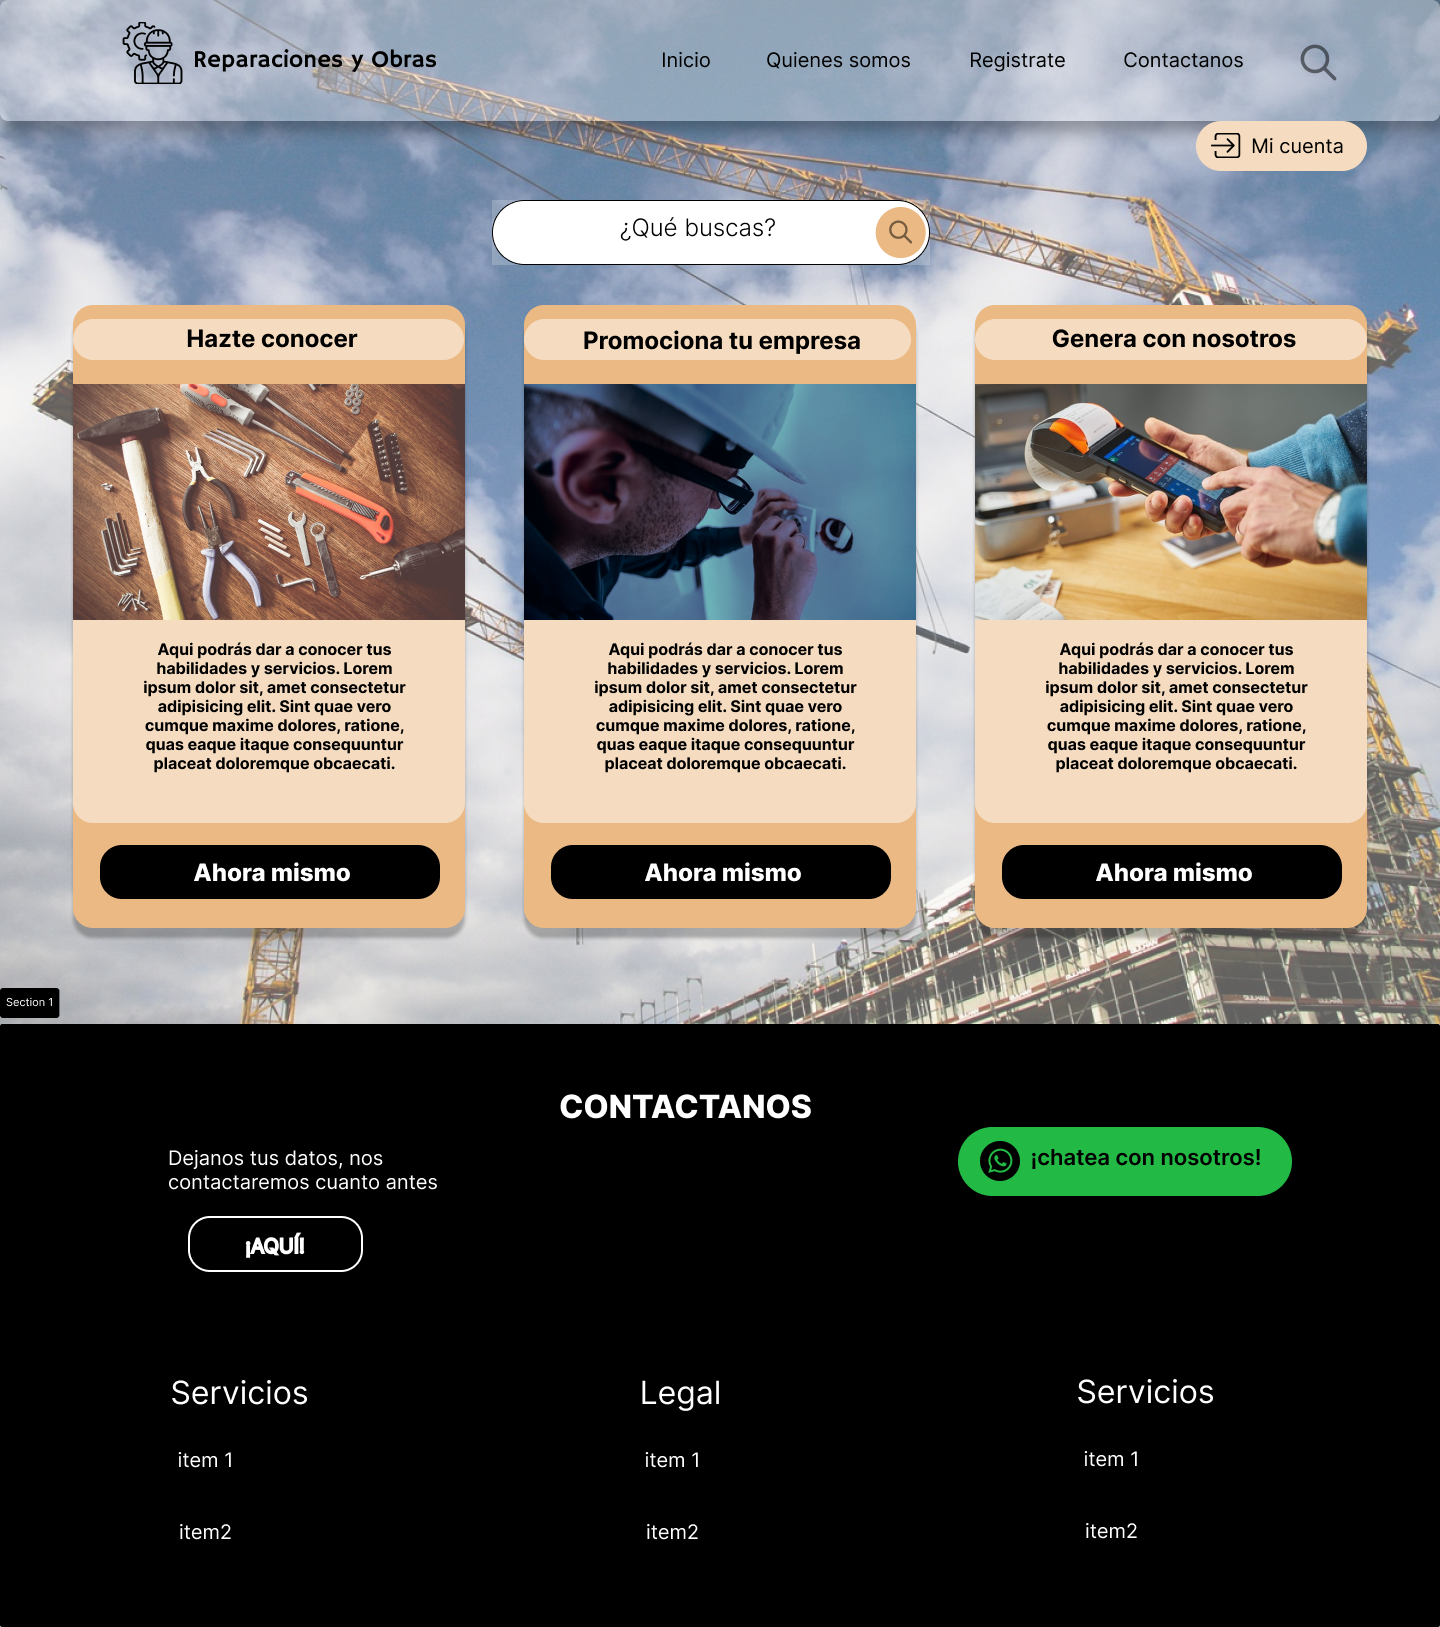 Reparaciones y Obras
Inicio
Quienes somos
Registrate
Contactanos
Mi cuenta
¿Qué buscas?
Hazte conocer
Aqui podrás dar a conocer tus
habilidades y servicios. Lorem
ipsum dolor sit, amet consectetur
adipisicing elit. Sint quae vero
cumque maxime dolores, ratione,
quas eaque itaque consequuntur
placeat doloremque obcaecati.
Ahora mismo
Promociona tu empresa
Aqui podrás dar a conocer tus
habilidades y servicios. Lorem
ipsum dolor sit, amet consectetur
adipisicing elit. Sint quae vero
cumque maxime dolores, ratione,
quas eaque itaque consequuntur
placeat doloremque obcaecati.
Ahora mismo
Genera con nosotros
Aqui podrás dar a conocer tus
habilidades y servicios. Lorem
ipsum dolor sit, amet consectetur
adipisicing elit. Sint quae vero
cumque maxime dolores, ratione,
quas eaque itaque consequuntur
placeat doloremque obcaecati.
Ahora mismo
Section 1
CONTACTANOS
Dejanos tus datos, nos
contactaremos cuanto antes
¡AQUÍ!
¡chatea con nosotros!
Servicios
item 1
item2
Legal
item 1
item2
Servicios
item 1
item2